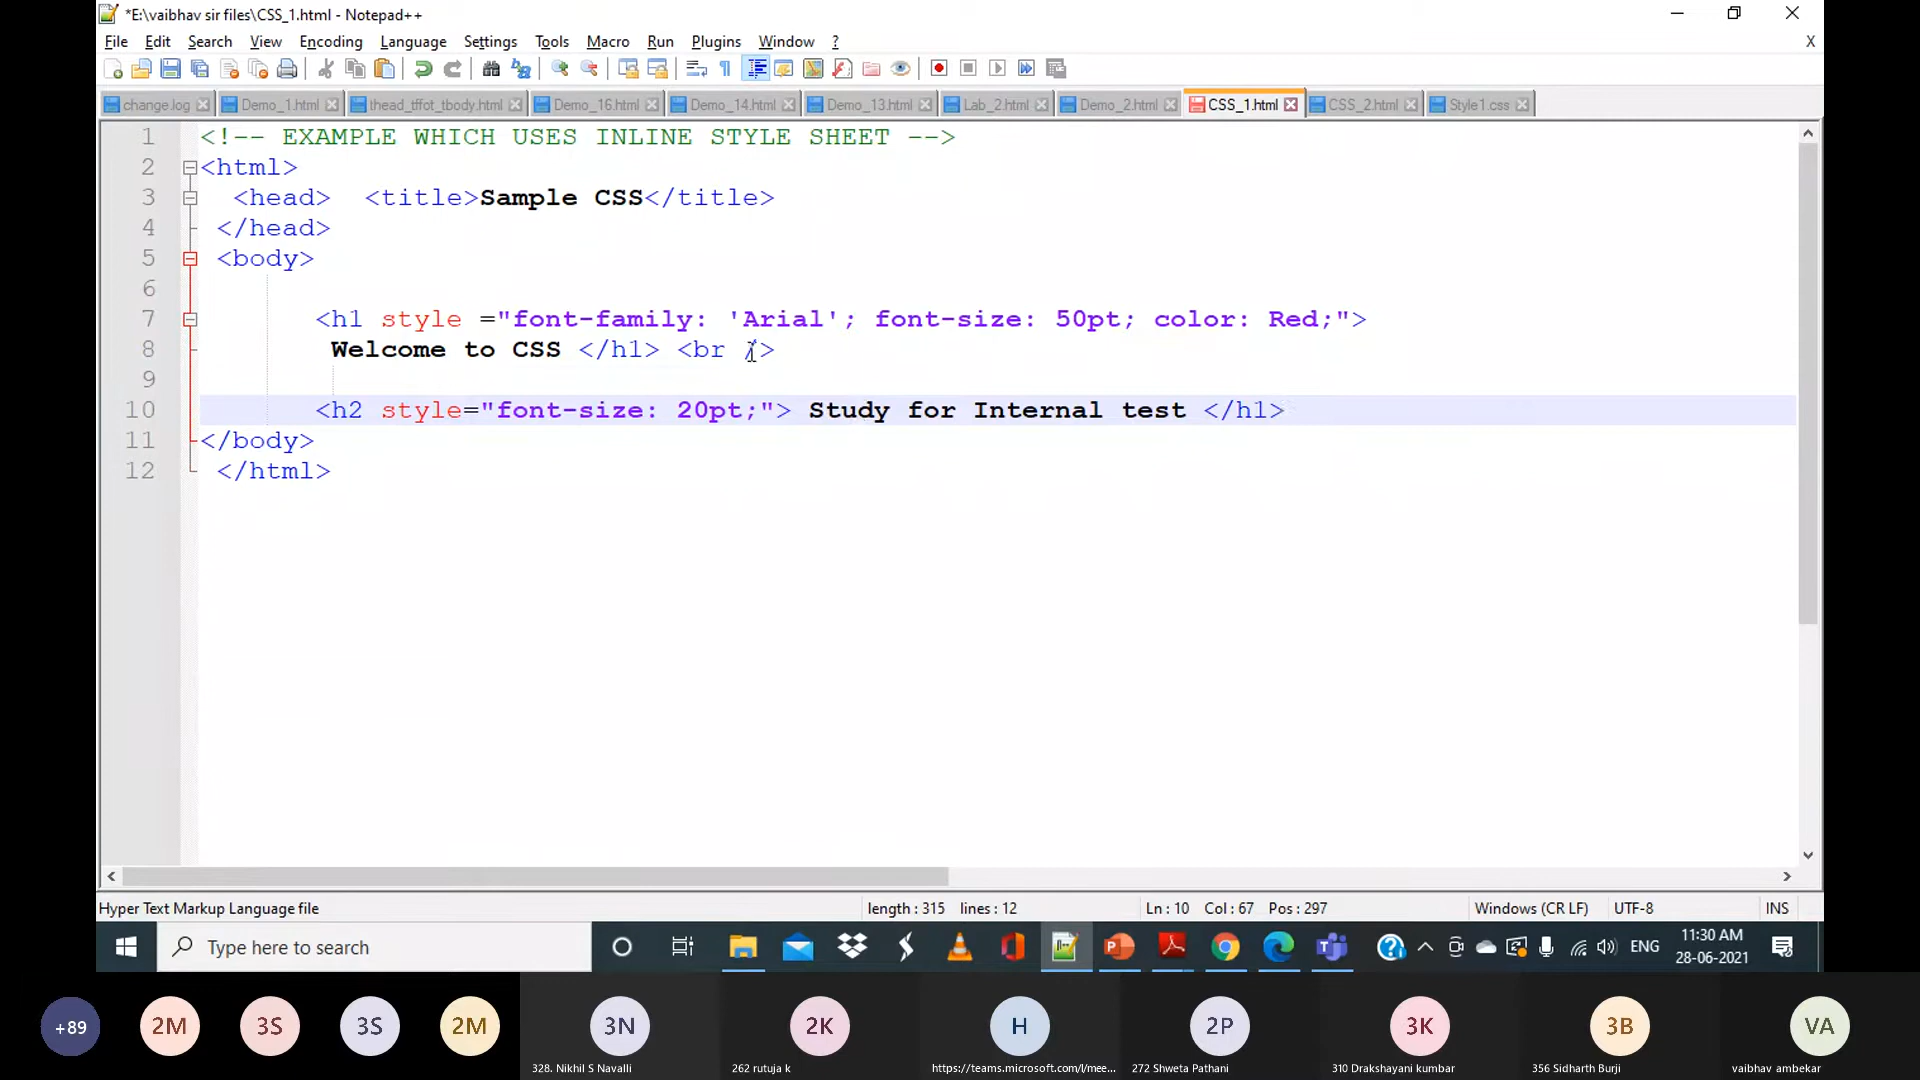 *E:\vaibhav sir files\CSS_1.html - Notepad++
File Edit Search View Encoding Language Settings Tools Macro Run Plugins Window ? X
change.log Demo_1.html thead_tffot_tbody.html Demo_16.html Demo_14.html Demo_13.html Lab_2.html Demo_2.html CSS_1.html CSS_2.html Style1.css
1 <!-- EXAMPLE WHICH USES INLINE STYLE SHEET -->
2 <html>
3 <head> <title>Sample CSS</title>
4 </head>
5 <body>
6
7 <h1 style ="font-family: 'Arial'; font-size: 50pt; color: Red;">
8 Welcome to CSS </h1> <br />
9
10 <h2 style="font-size: 20pt;"> Study for Internal test </h1>
11 </body>
12 </html>
Hyper Text Markup Language file length : 315 lines : 12 Ln : 10 Col : 67 Pos : 297 Windows (CR LF) UTF-8 INS
Type here to search ENG 11:30 AM
28-06-2021
+89 2M 3S 3S 2M 3N 2K H 2P 3K 3B VA
328. Nikhil S Navalli 262 rutuja k https://teams.microsoft.com/l/mee... 272 Shweta Pathani 310 Drakshayani kumbar 356 Sidharth Burji vaibhav ambekar